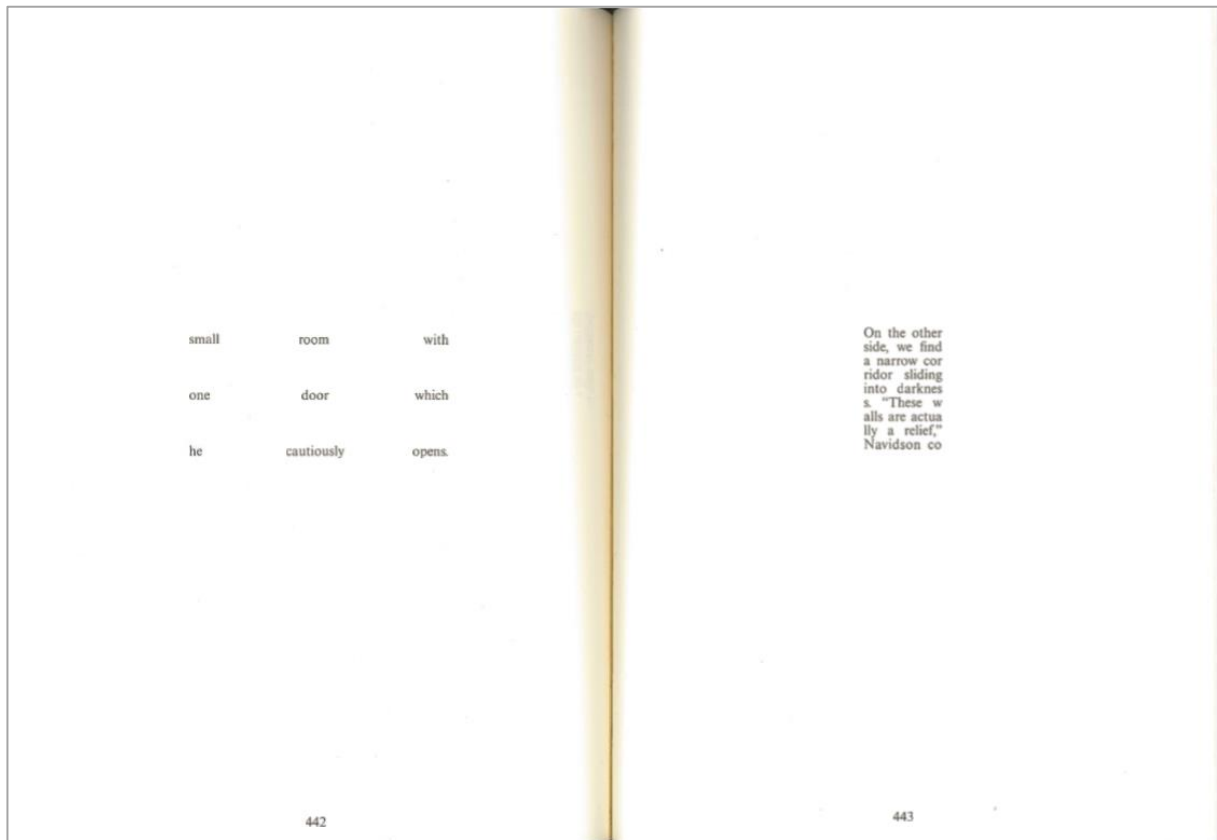 small room with
one door which
he cautiously opens.
442
On the other
side, we find
a narrow cor
ridor sliding
into darknes
s. “These w
alls are actua
lly a relief,”
Navidson co
443